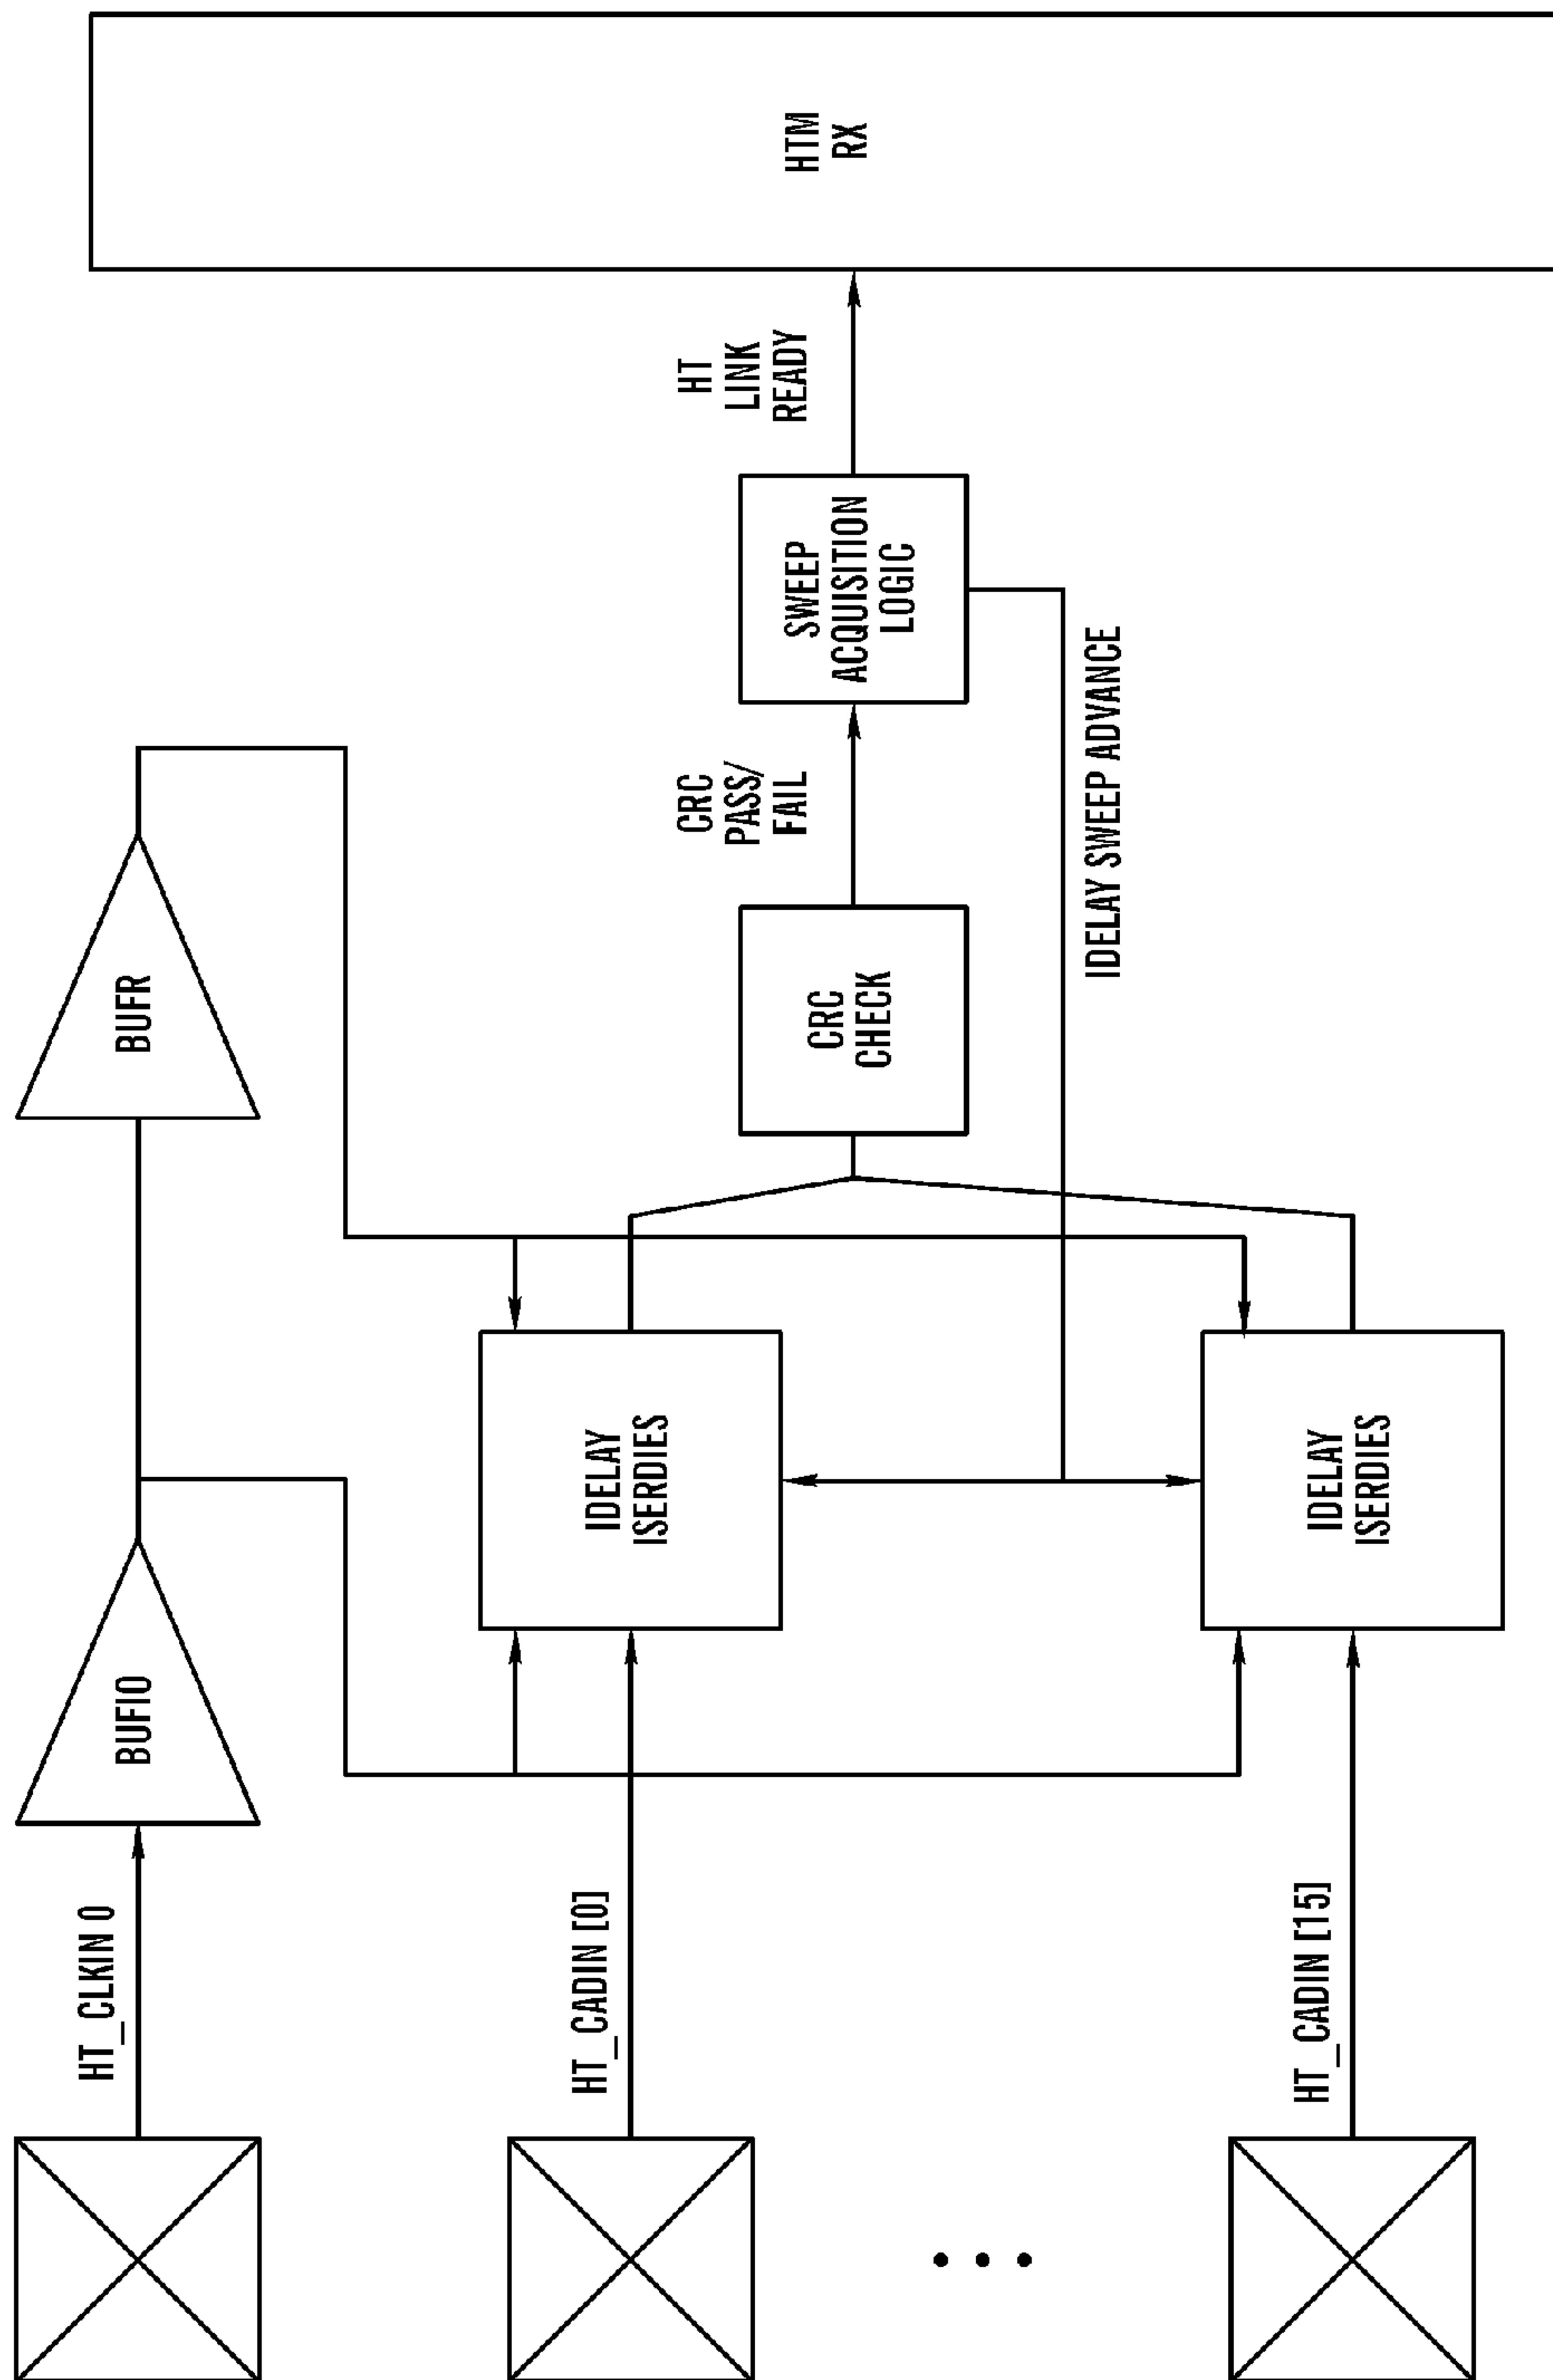 HT_CLKIN 0
BUFIO
BUFR
HT_CADIN [0]
IDELAY
ISERDIES
CRC
PASS/
FAIL
HT
LINK
READY
CRC
CHECK
SWEEP
ACQUISITION
LOGIC
HTM
RX
IDELAY SWEEP ADVANCE
HT_CADIN [15]
IDELAY
ISERDIES